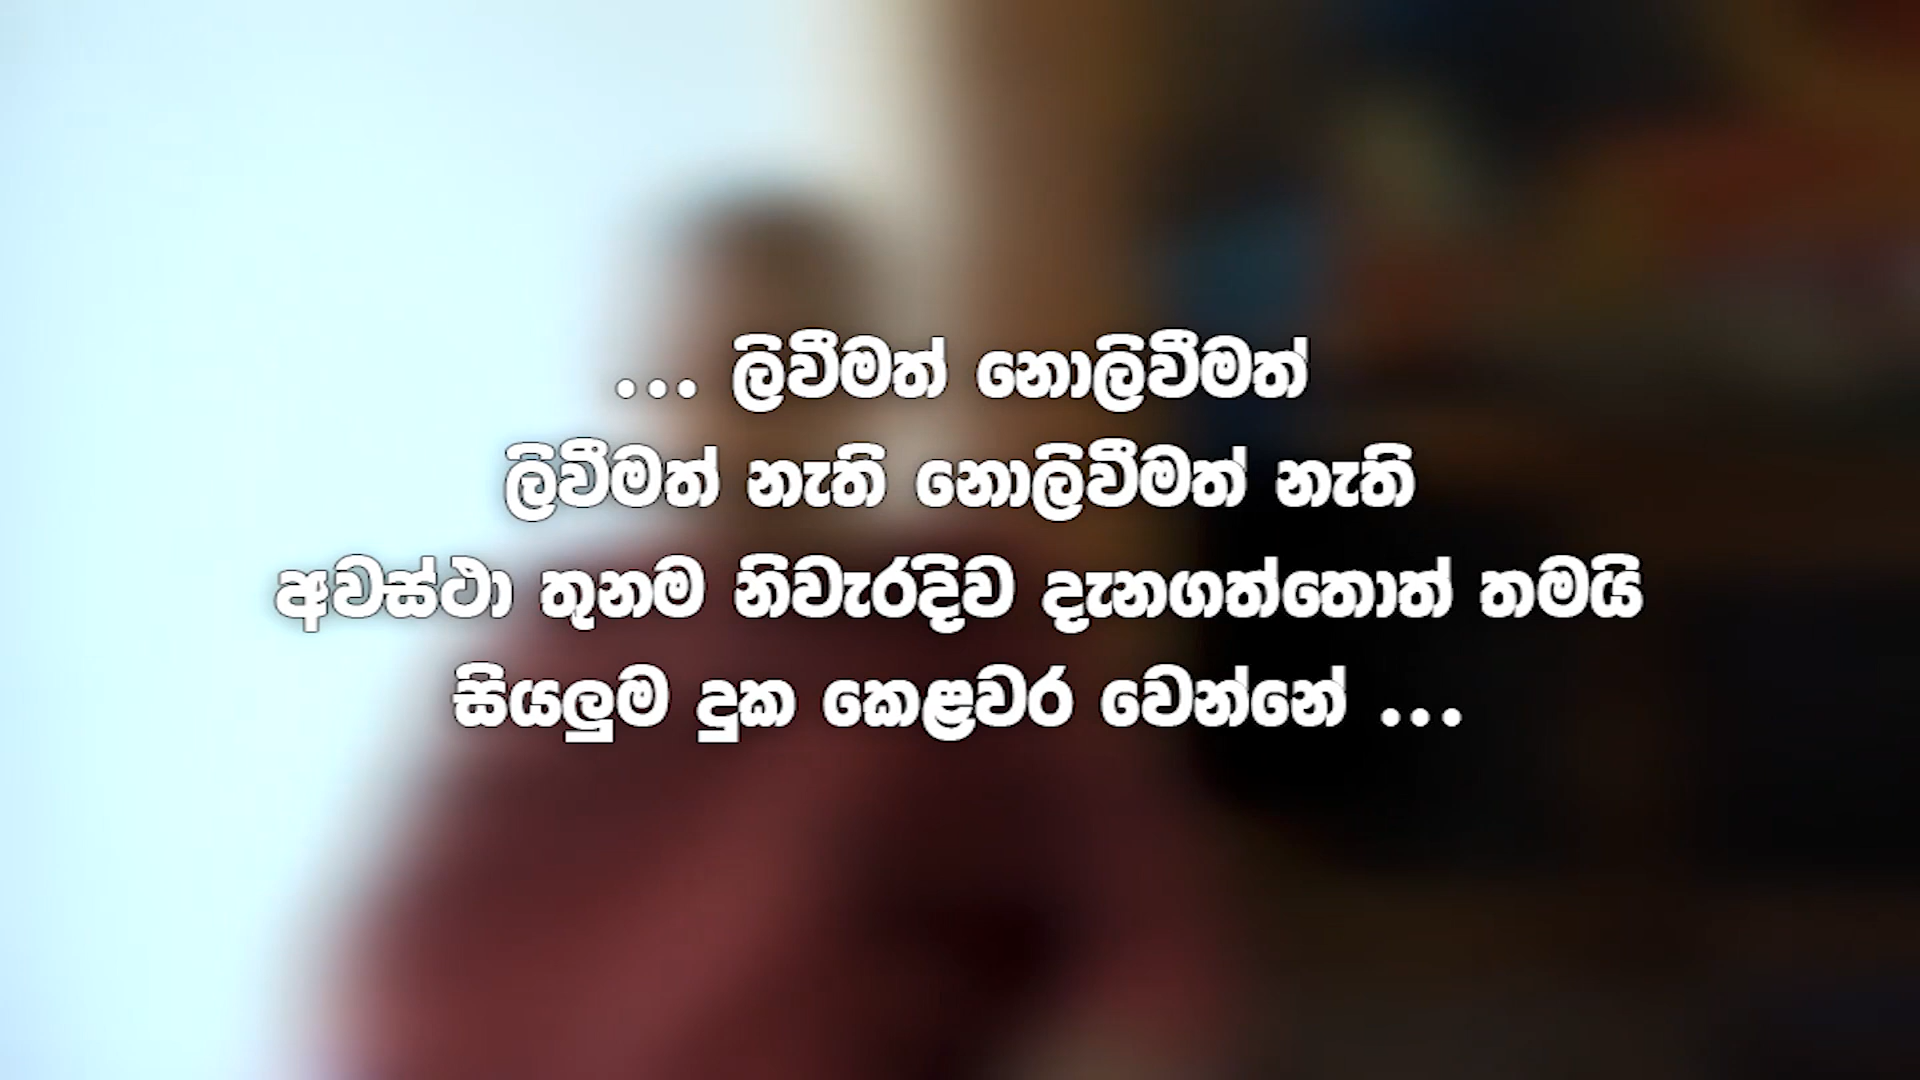 ... ලිවීමත් නොලිවීමත්
ලිවීමත් නැති නොලිවීමත් නැති
අවස්ථා තුනම නිවැරදිව දැනගත්තොත් තමයි
සියලුම දුක කෙළවර වෙන්නේ ...